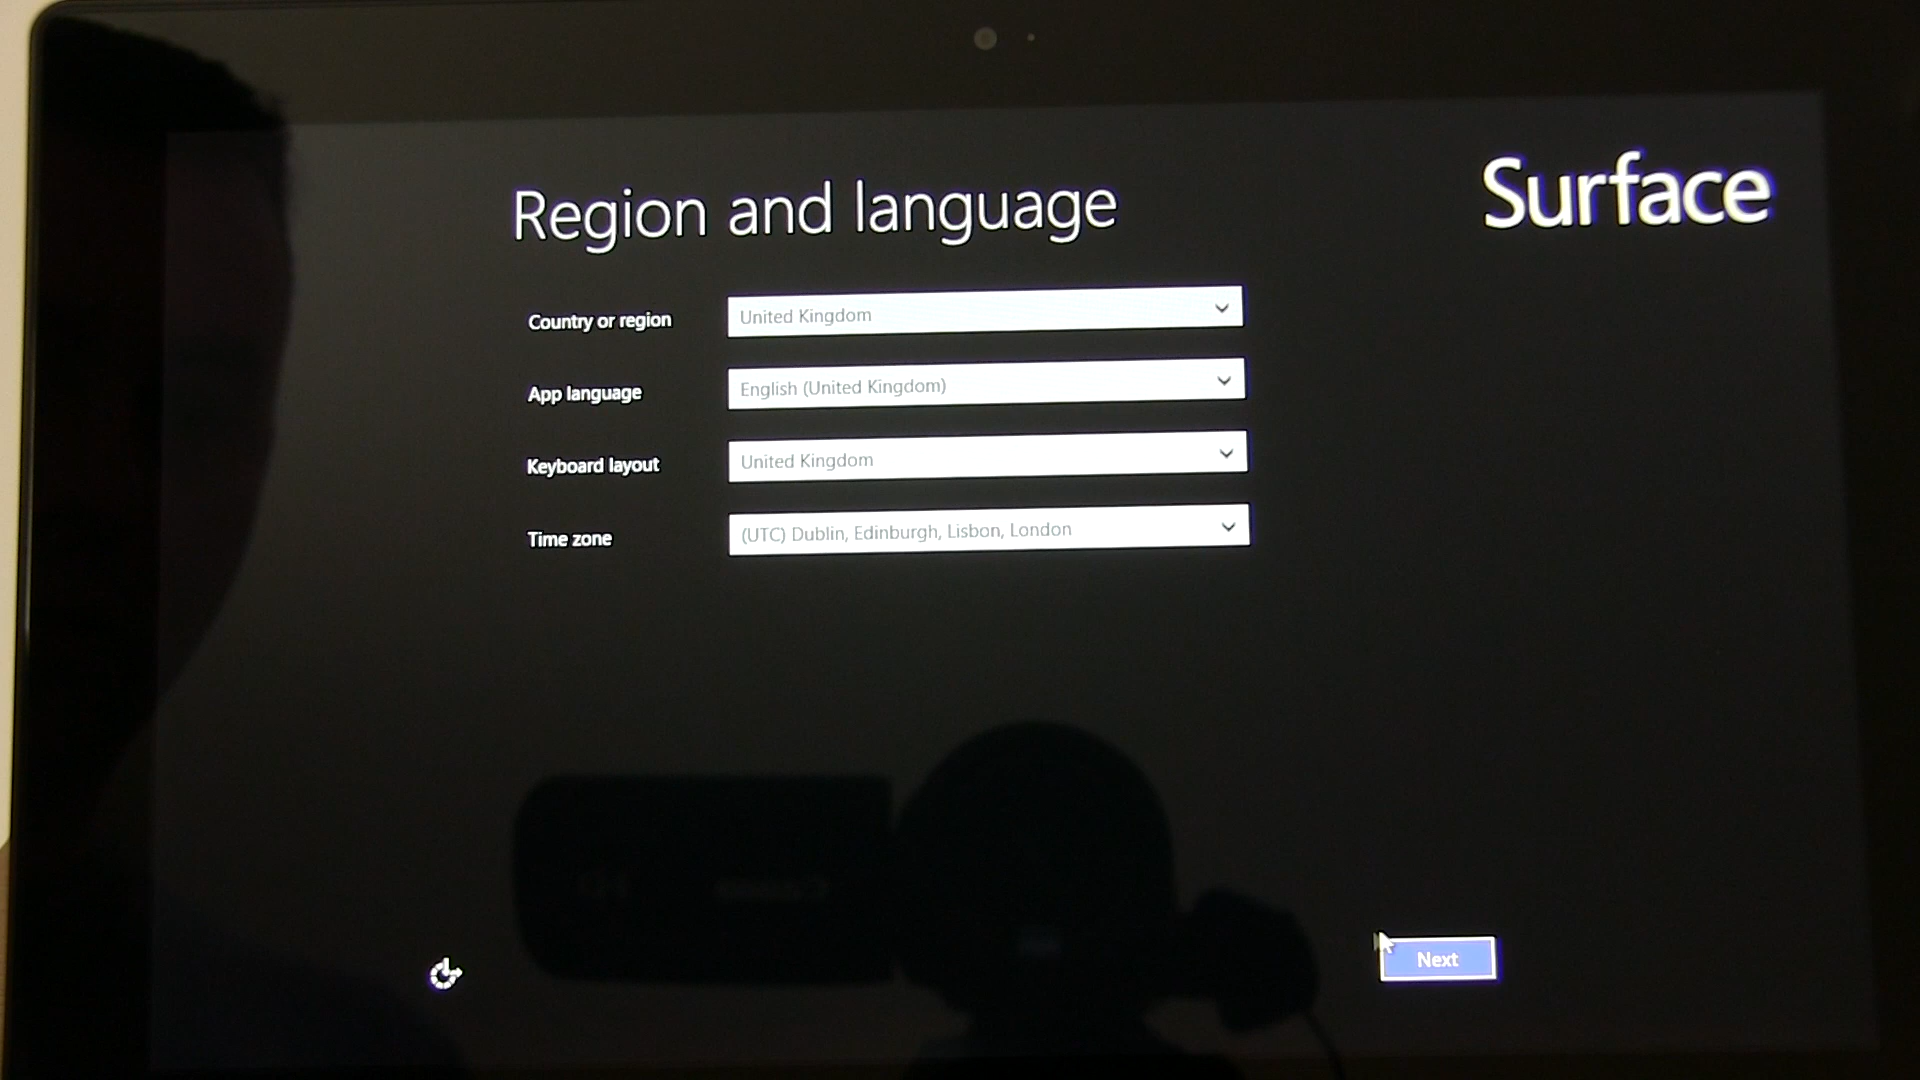 Surface
Region and language
Country or region
United Kingdom
App language
English (United Kingdom)
Keyboard layout
United Kingdom
Time zone
(UTC) Dublin, Edinburgh, Lisbon, London
Next